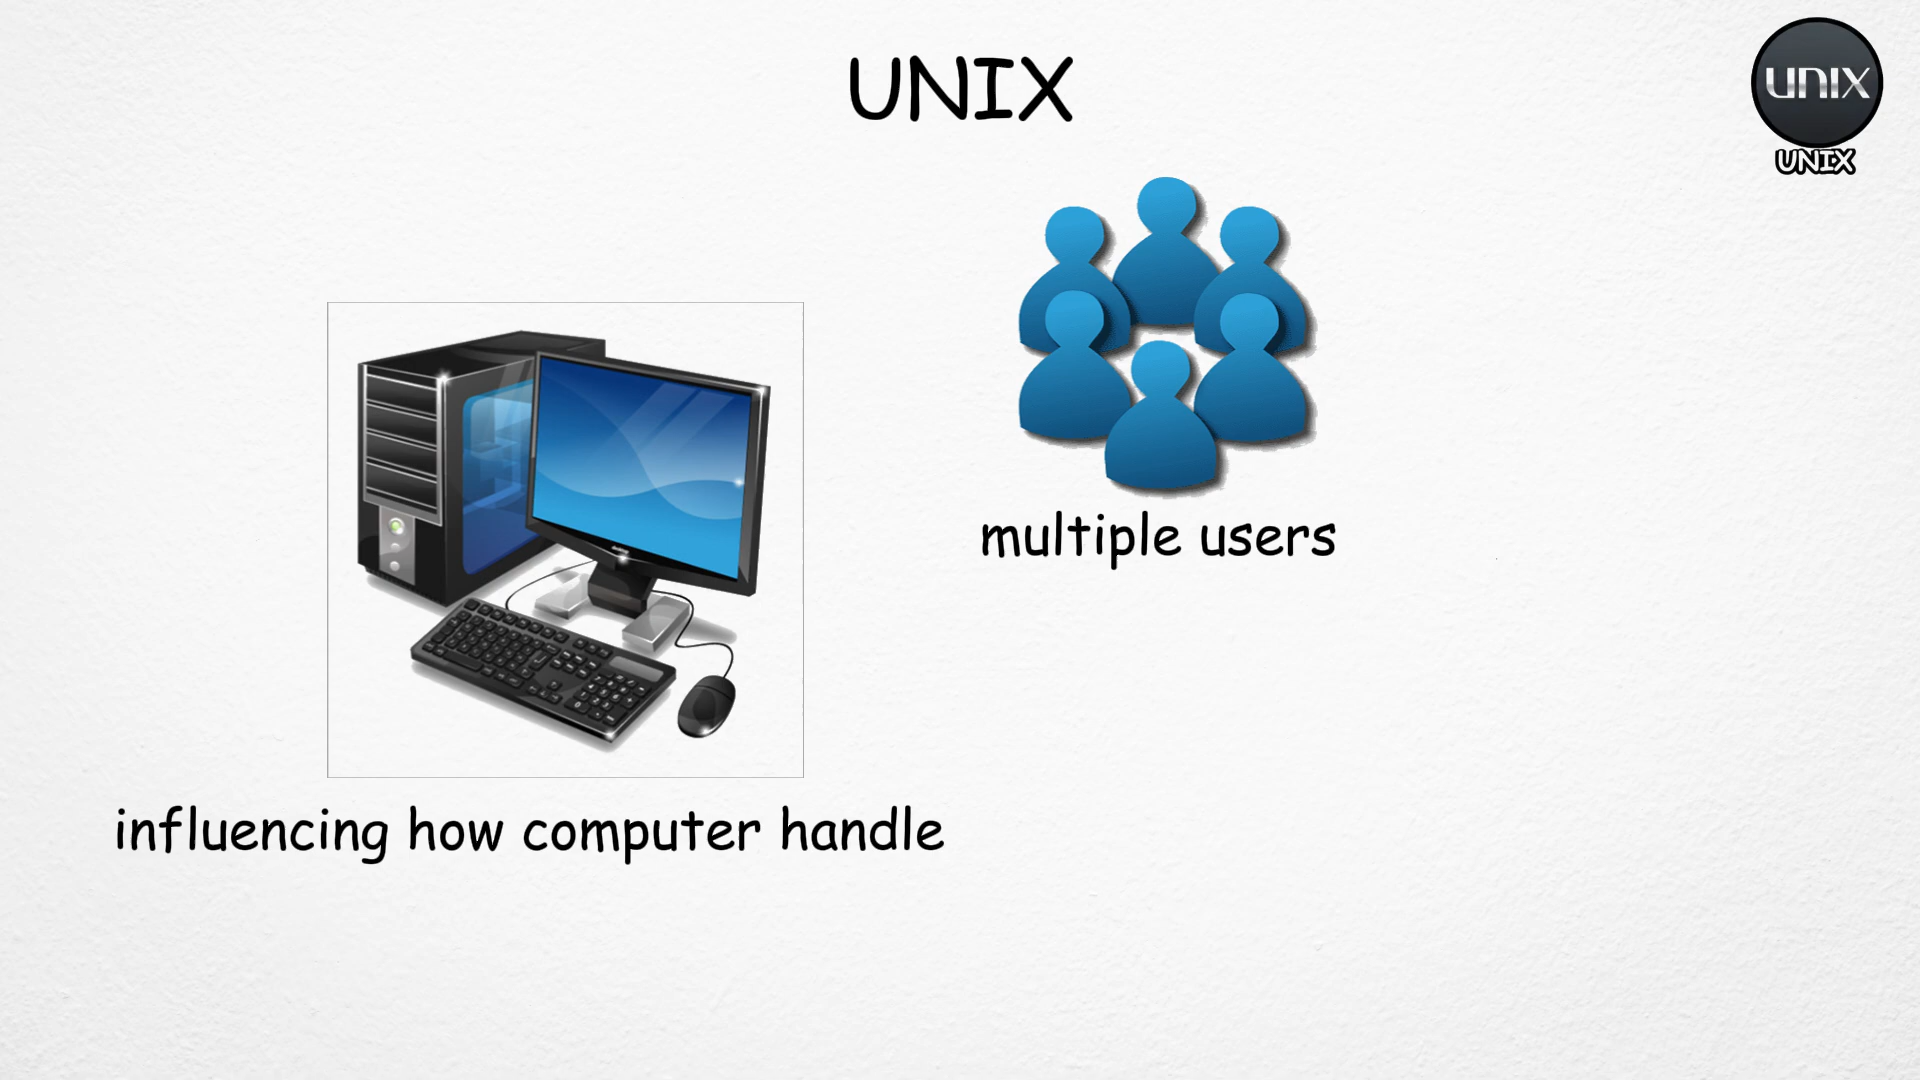 UNIX
UNIX
UNIX
multiple users
influencing how computer handle